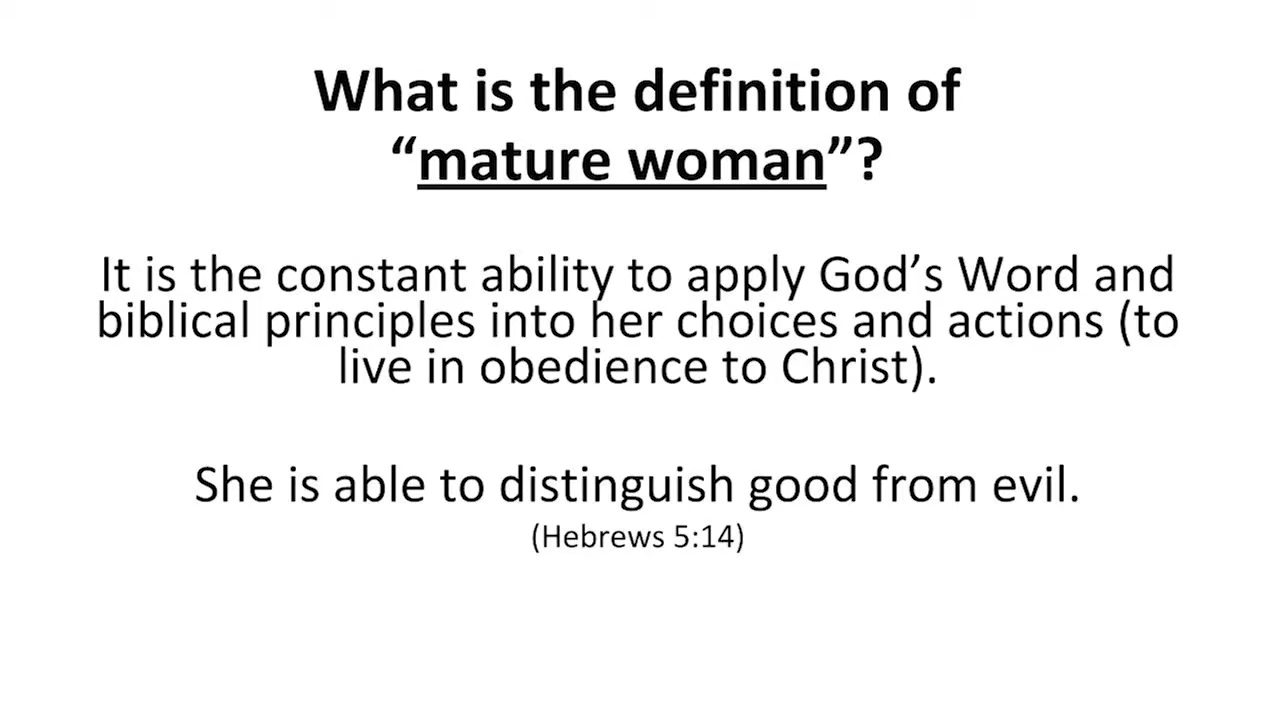 What is the definition of
“mature woman”?
It is the constant ability to apply God’s Word and
biblical principles into her choices and actions (to
live in obedience to Christ).
She is able to distinguish good from evil.
(Hebrews 5:14)